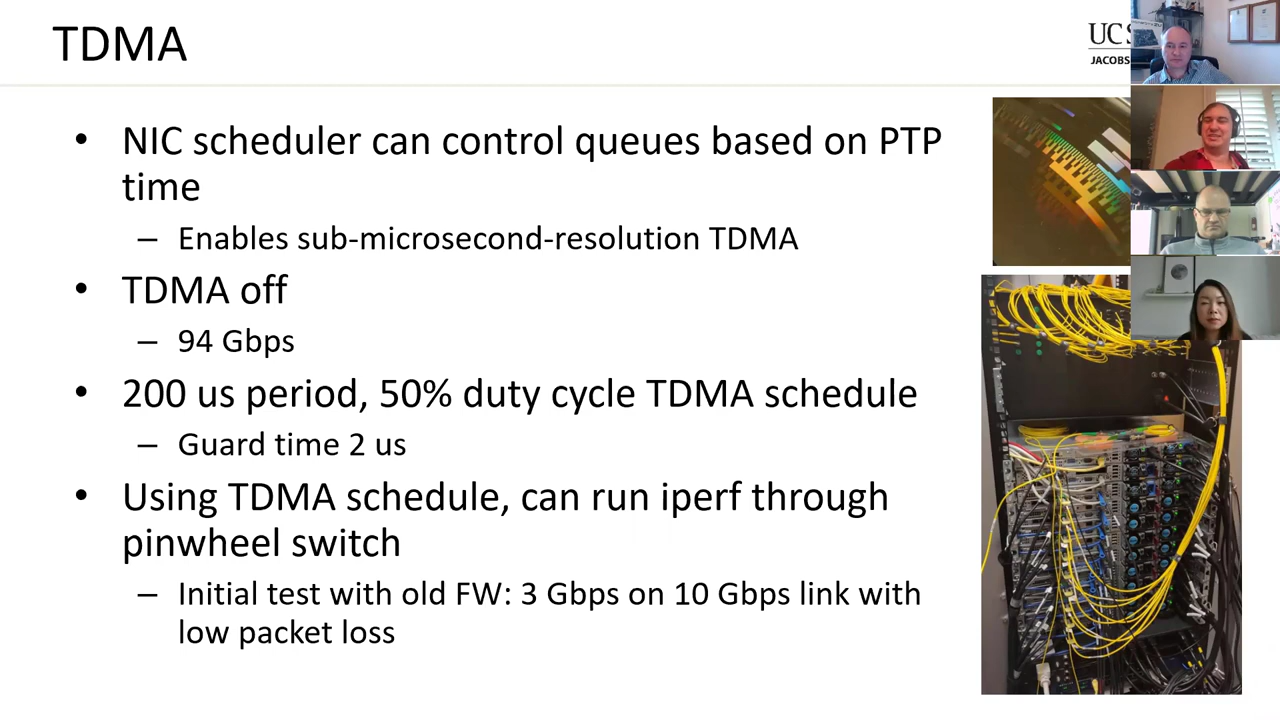 TDMA
UC
JACOBS
• NIC scheduler can control queues based on PTP
time
– Enables sub-microsecond-resolution TDMA
• TDMA off
– 94 Gbps
• 200 us period, 50% duty cycle TDMA schedule
– Guard time 2 us
• Using TDMA schedule, can run iperf through
pinwheel switch
– Initial test with old FW: 3 Gbps on 10 Gbps link with
low packet loss